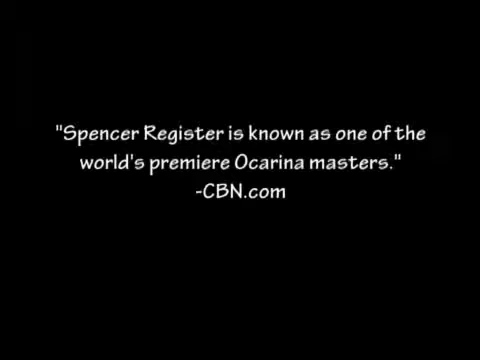 "Spencer Register is known as one of the
world's premiere Ocarina masters."
-CBN.com